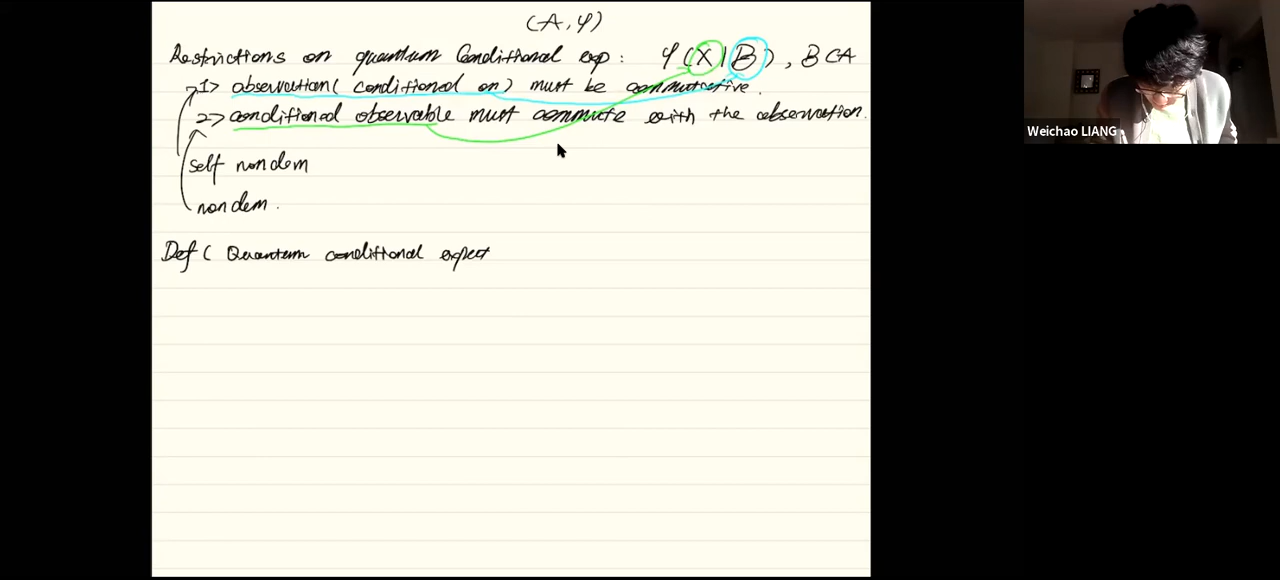 (A, φ)
Restrictions on quantum Conditional exp: φ(X|B), B⊂A
1> observation( conditional on) must be commutative.
2> conditional observable must commute with the observation.
self nondem
nondem.
Def ( Quantum conditional expect
Weichao LIANG